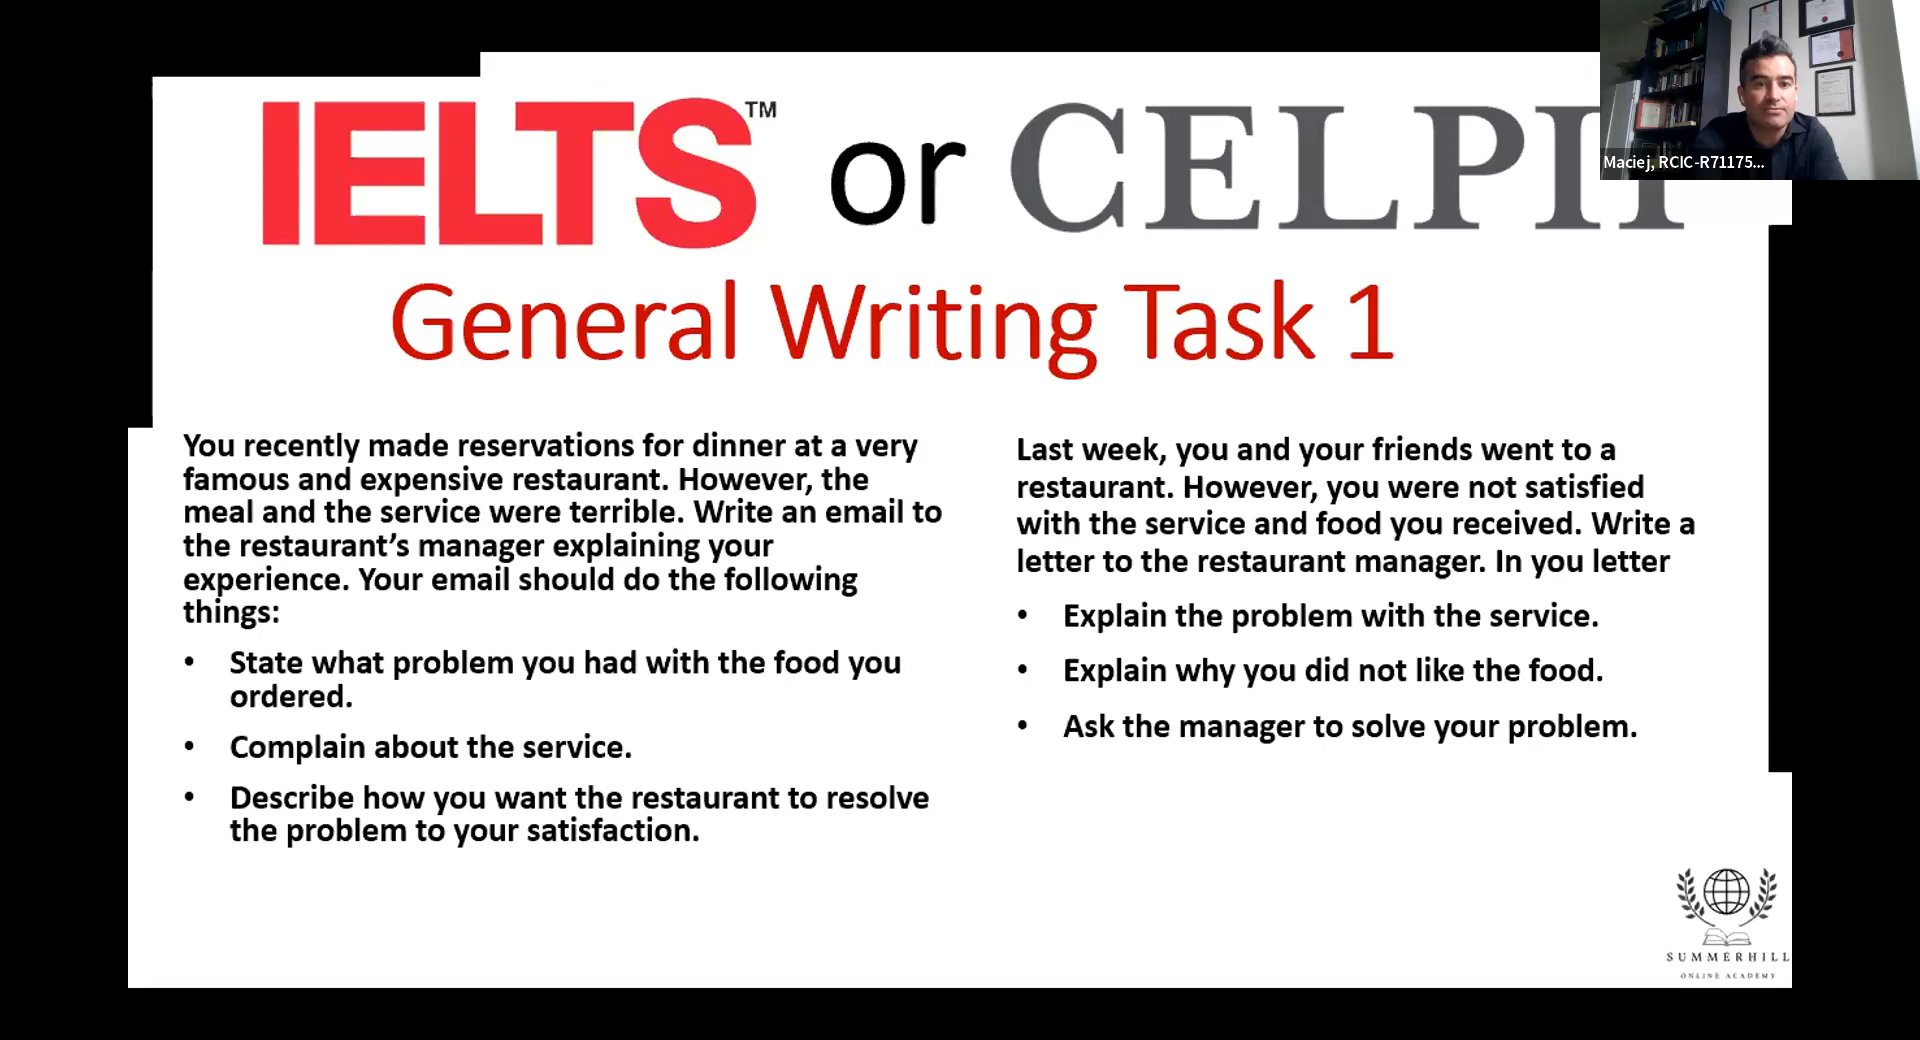 IELTS™ or CELPIP
Maciej, RCIC-R71175...
General Writing Task 1
You recently made reservations for dinner at a very
famous and expensive restaurant. However, the
meal and the service were terrible. Write an email to
the restaurant’s manager explaining your
experience. Your email should do the following
things:
• State what problem you had with the food you
ordered.
• Complain about the service.
• Describe how you want the restaurant to resolve
the problem to your satisfaction.
Last week, you and your friends went to a
restaurant. However, you were not satisfied
with the service and food you received. Write a
letter to the restaurant manager. In you letter
• Explain the problem with the service.
• Explain why you did not like the food.
• Ask the manager to solve your problem.
SUMMERHILL
ONLINE ACADEMY